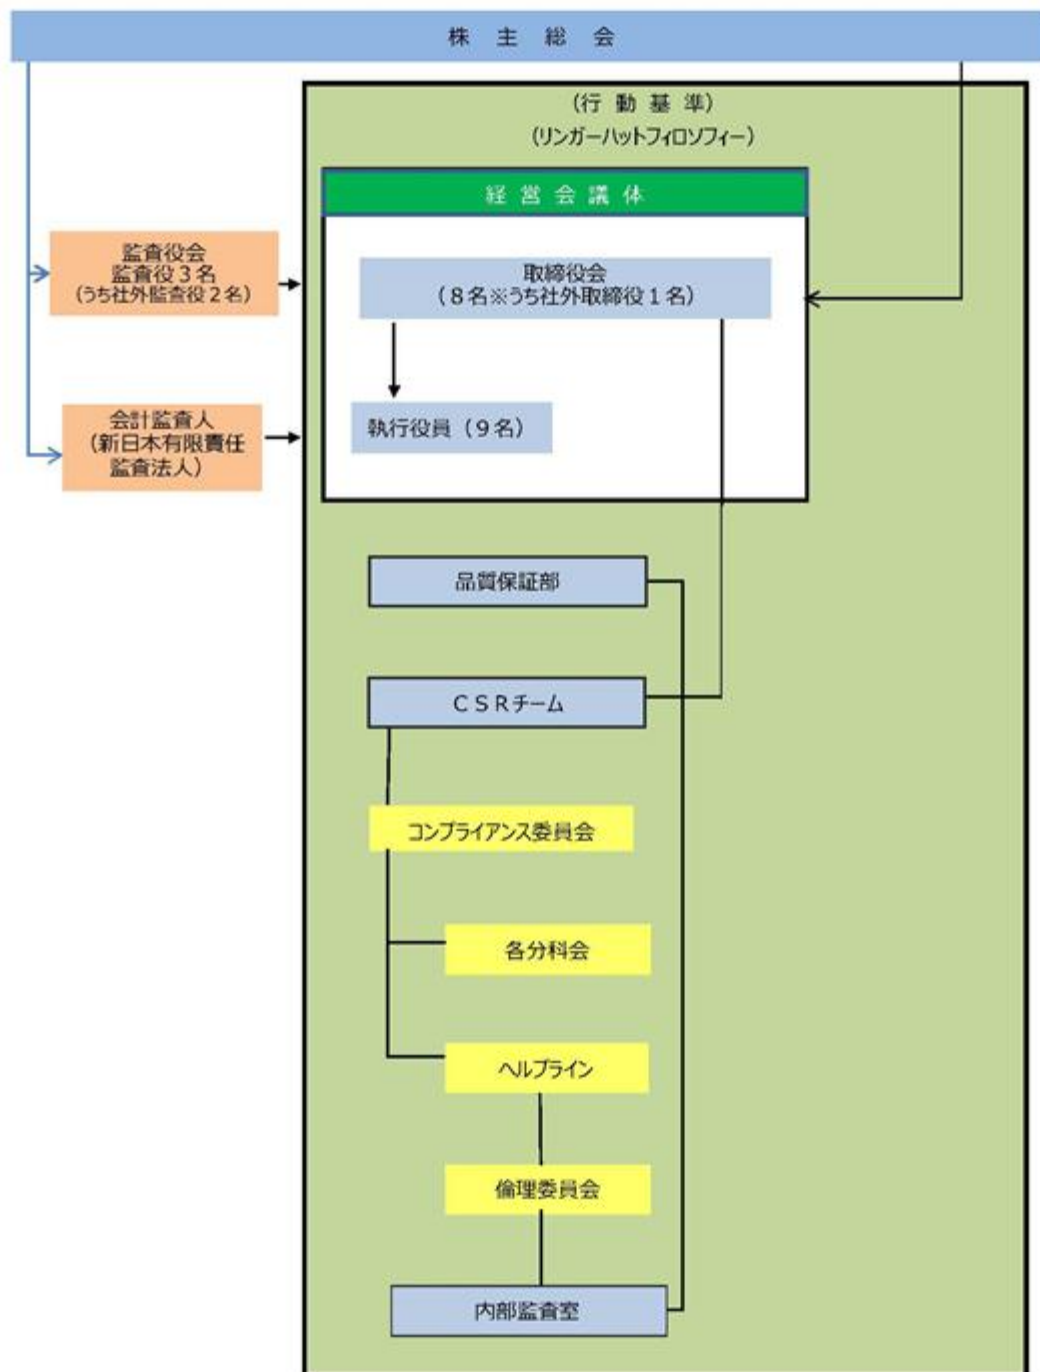 株 主 総 会
(行 動 基 準)
(リンガーハットフィロソフィー)
経 営 会 議 体
監査役会
監査役3名
(うち社外監査役2名)
取締役会
(8名※うち社外取締役1名)
会計監査人
(新日本有限責任
監査法人)
執行役員(9名)
品質保証部
CSRチーム
コンプライアンス委員会
各分科会
ヘルプライン
倫理委員会
内部監査室